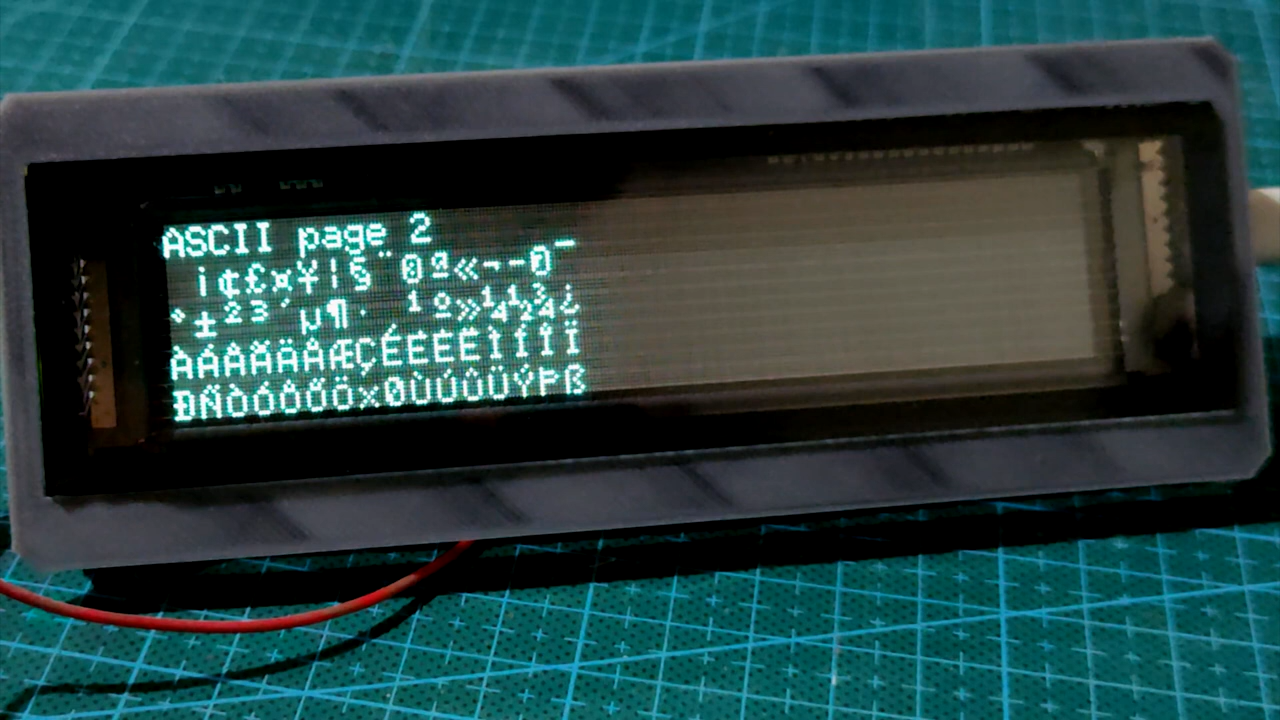 ASCII page 2
¡¢£¤¥¦§¨©ª«¬-®¯
°±²³´µ¶· ¹º»¼½¾¿
ÀÁÂÃÄÅÆÇÈÉÊËÌÍÎÏ
ÐÑÒÓÔÕÖ×ØÙÚÛÜÝÞß